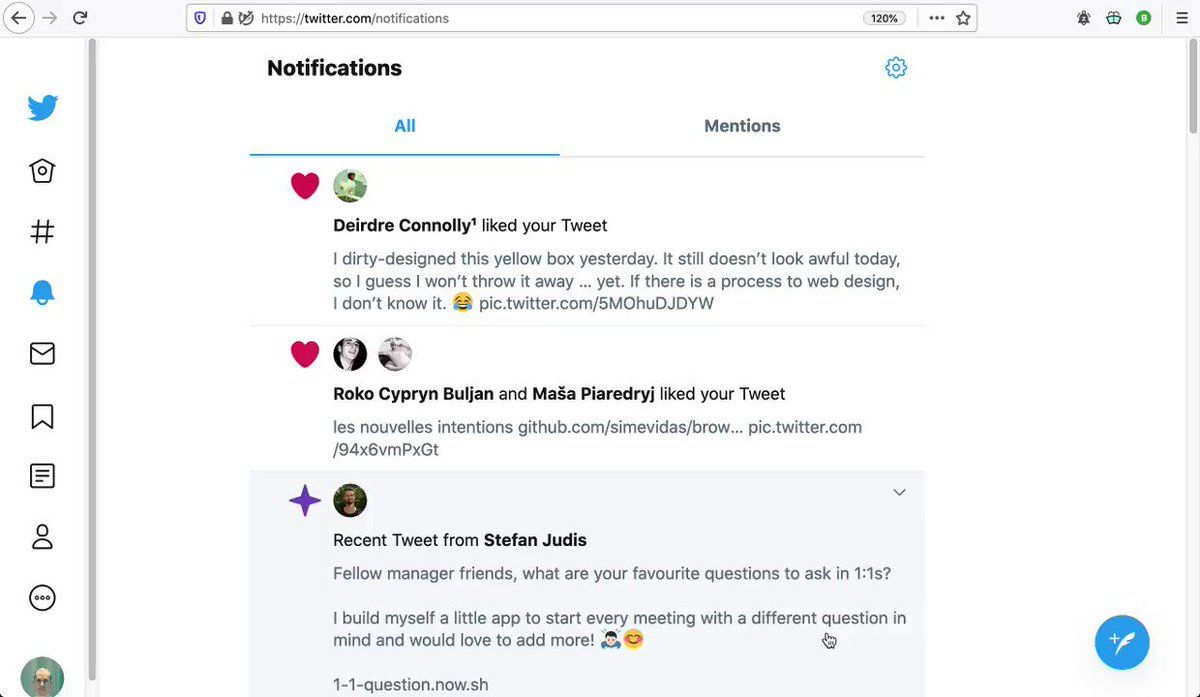 https://twitter.com/notifications
120%
B
Notifications
All
Mentions
Deirdre Connolly¹ liked your Tweet
I dirty-designed this yellow box yesterday. It still doesn’t look awful today,
so I guess I won’t throw it away … yet. If there is a process to web design,
I don’t know it. 😂 pic.twitter.com/5MOhuDJDYW
Roko Cypryn Buljan and Maša Piaredryj liked your Tweet
les nouvelles intentions github.com/simevidas/brow… pic.twitter.com
/94x6vmPxGt
Recent Tweet from Stefan Judis
Fellow manager friends, what are your favourite questions to ask in 1:1s?
I build myself a little app to start every meeting with a different question in
mind and would love to add more! 🙇🏻‍♂️😊
1-1-question.now.sh